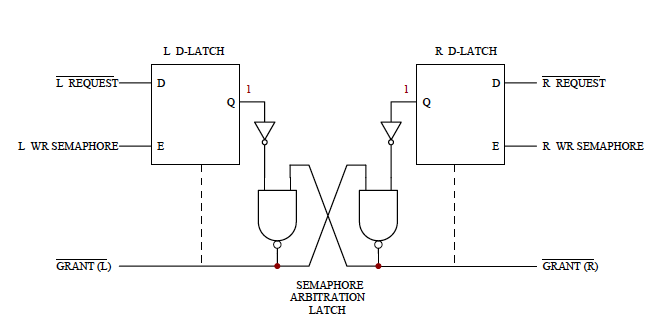 L D-LATCH
R D-LATCH
L REQUEST
D
1
Q
1
Q
D
R REQUEST
L WR SEMAPHORE
E
E
R WR SEMAPHORE
GRANT (L)
GRANT (R)
SEMAPHORE
ARBITRATION
LATCH